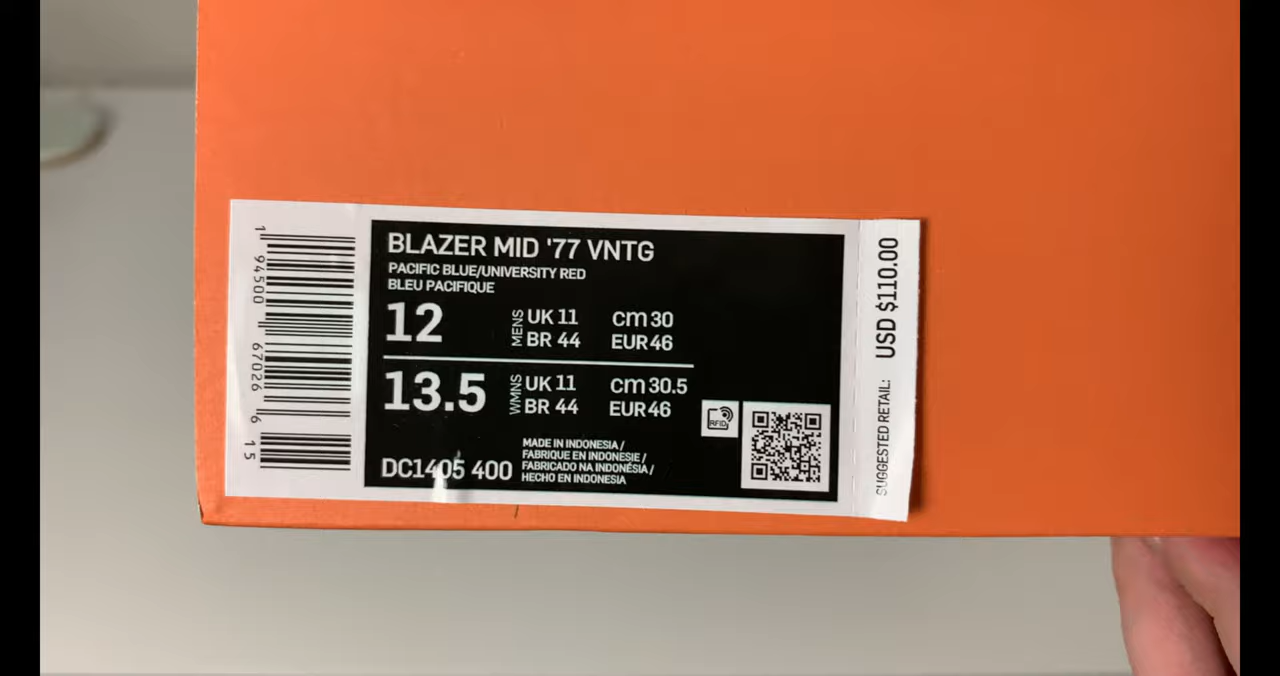 1 94500 67026 6 15
BLAZER MID '77 VNTG
PACIFIC BLUE/UNIVERSITY RED
BLEU PACIFIQUE
12 MENS UK 11 cm 30
BR 44 EUR 46
13.5 WMNS UK 11 cm 30.5
BR 44 EUR 46
RFID
DC1405 400
MADE IN INDONESIA /
FABRIQUE EN INDONESIE /
FABRICADO NA INDONÉSIA /
HECHO EN INDONESIA
SUGGESTED RETAIL: USD $110.00